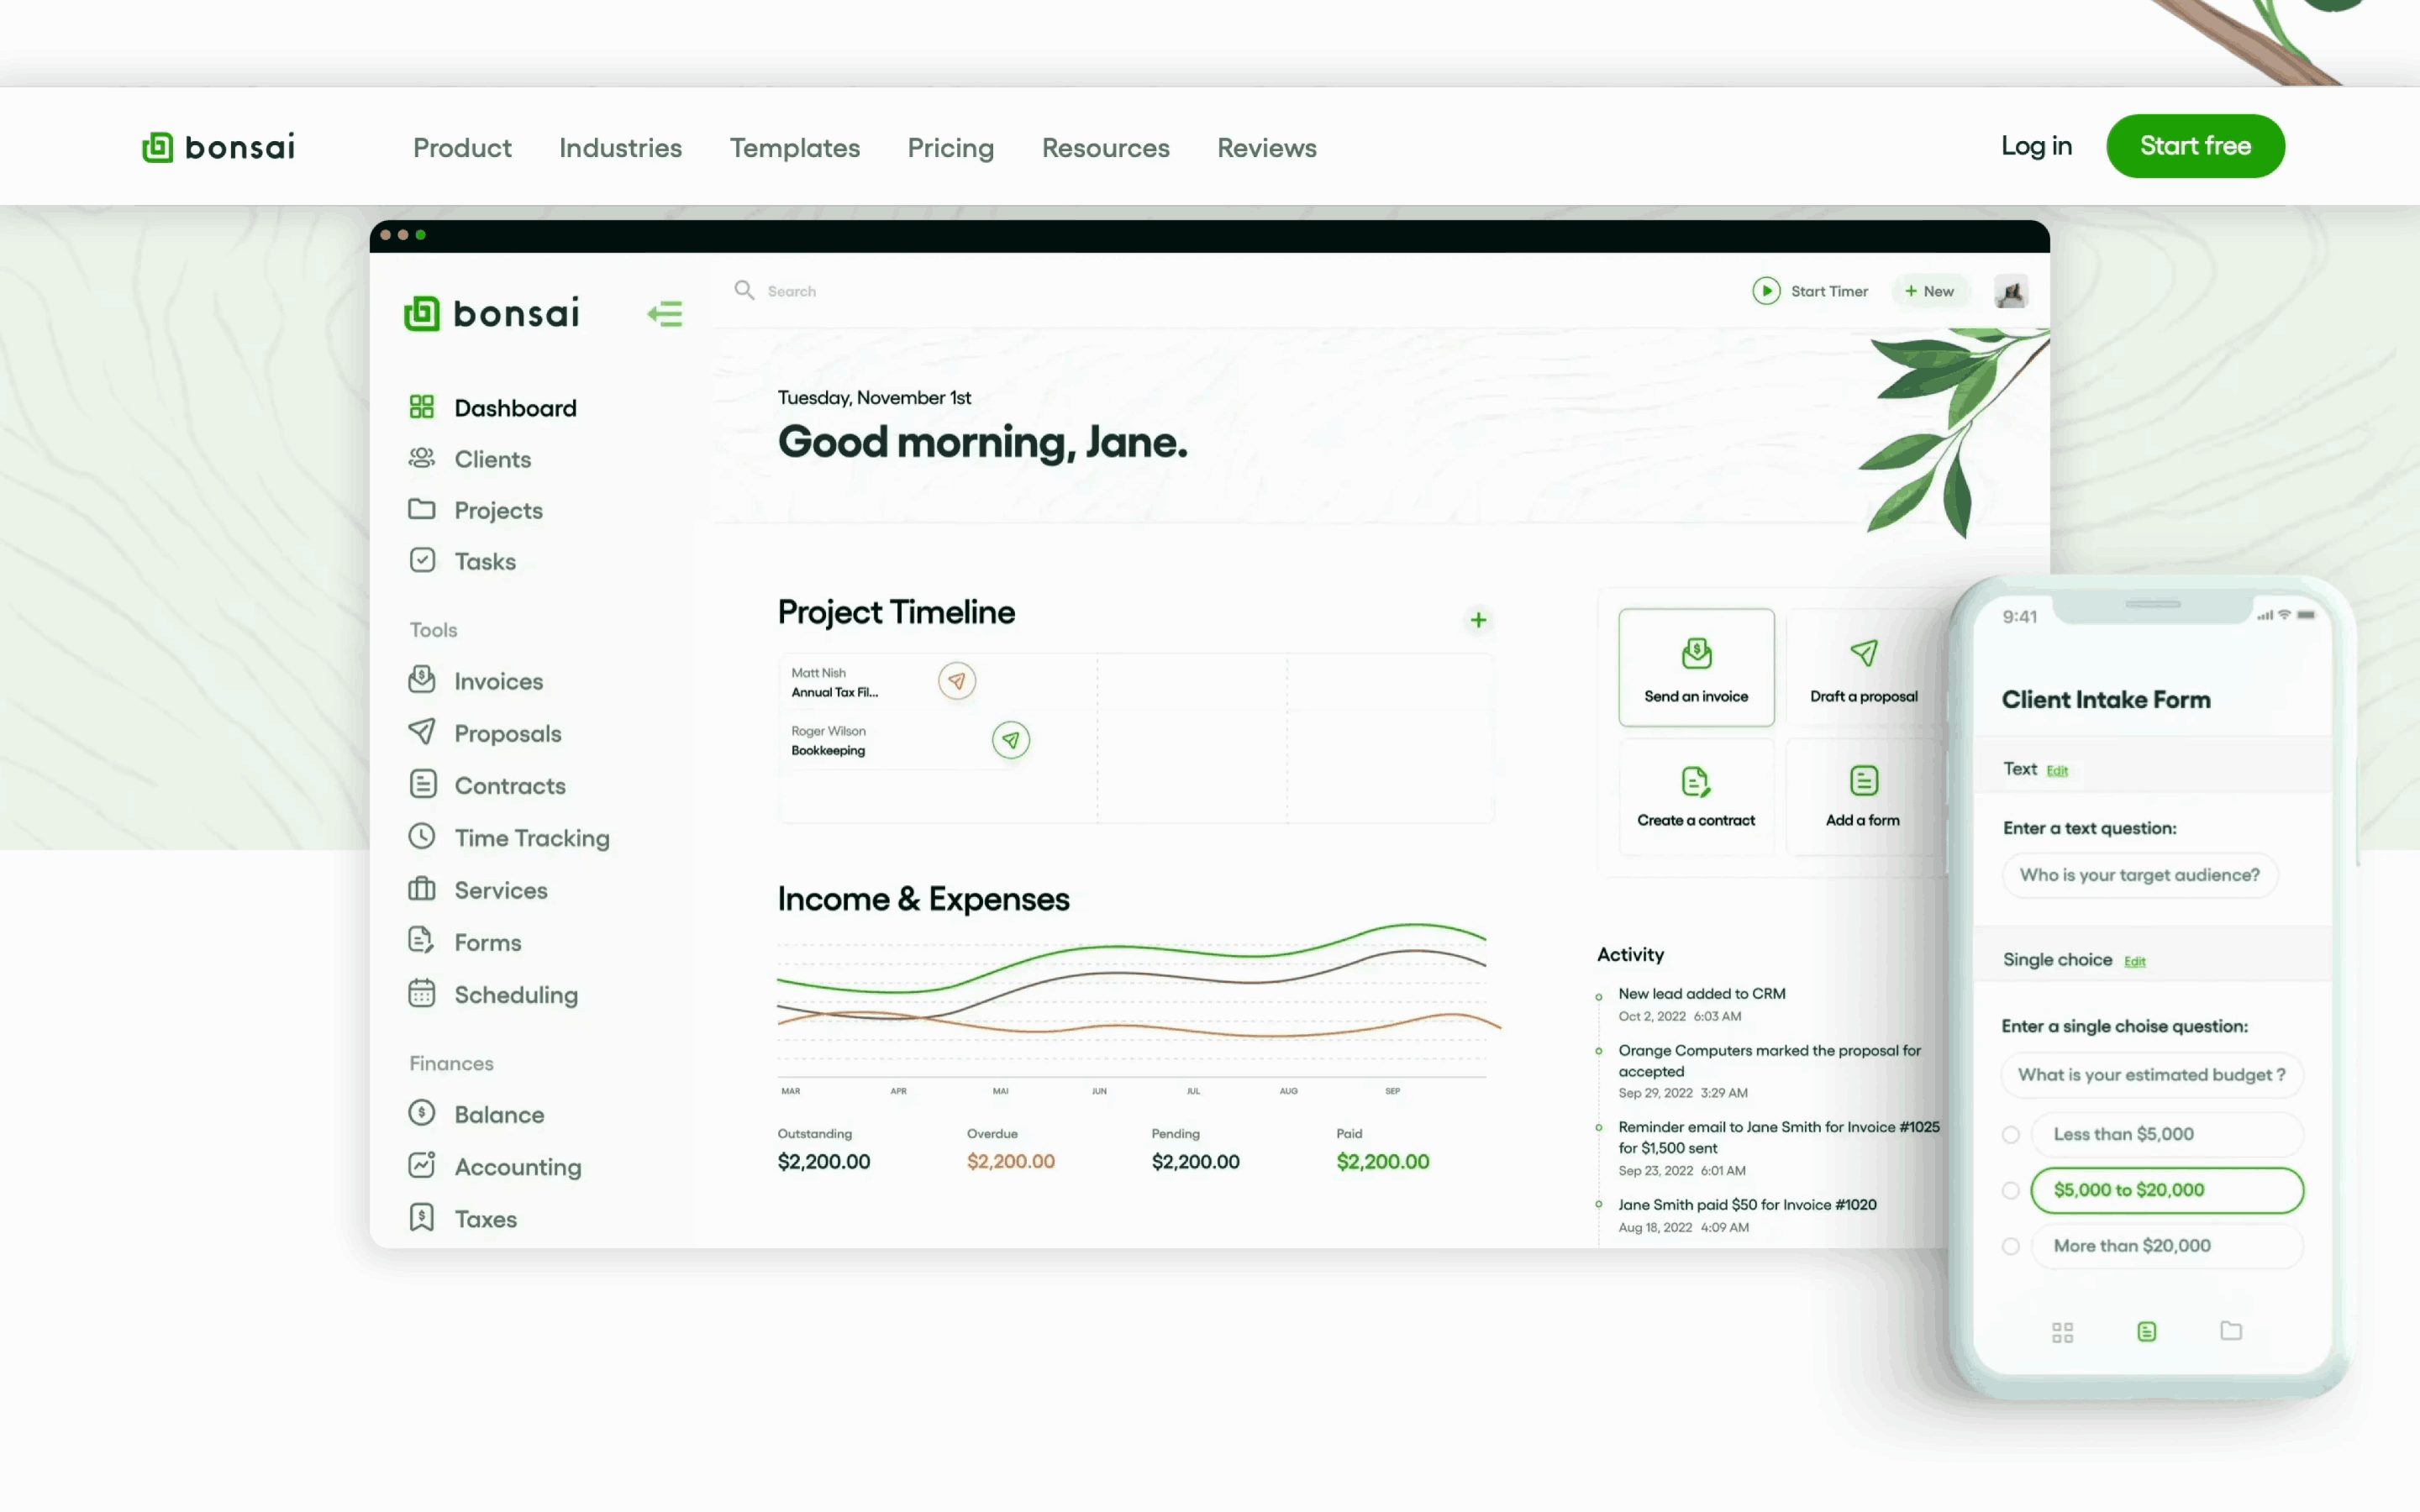 bonsai
Product Industries Templates Pricing Resources Reviews
Log in
Start free
bonsai
Dashboard
Clients
Projects
Tasks
Tools
Invoices
Proposals
Contracts
Time Tracking
Services
Forms
Scheduling
Finances
Balance
Accounting
Taxes
Search
Start Timer
+ New
Tuesday, November 1st
Good morning, Jane.
Project Timeline
+
Matt Nish
Annual Tax Fil...
Roger Wilson
Bookkeeping
Send an invoice
Draft a proposal
Create a contract
Add a form
Income & Expenses
MAR APR MAI JUN JUL AUG SEP
Outstanding
$2,200.00
Overdue
$2,200.00
Pending
$2,200.00
Paid
$2,200.00
Activity
New lead added to CRM
Oct 2, 2022 6:03 AM
Orange Computers marked the proposal for
accepted
Sep 29, 2022 3:29 AM
Reminder email to Jane Smith for Invoice #1025
for $1,500 sent
Sep 23, 2022 6:01 AM
Jane Smith paid $50 for Invoice #1020
Aug 18, 2022 4:09 AM
9:41
Client Intake Form
Text Edit
Enter a text question:
Who is your target audience?
Single choice Edit
Enter a single choise question:
What is your estimated budget ?
Less than $5,000
$5,000 to $20,000
More than $20,000